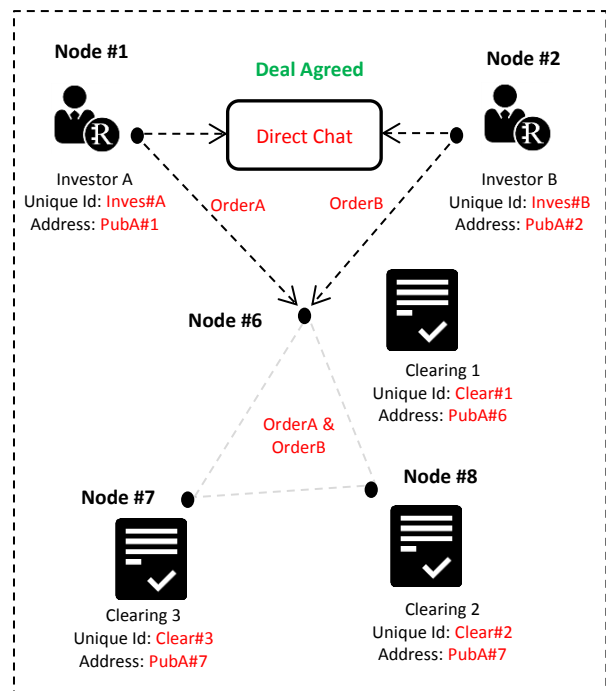 Node #1
Deal Agreed
Node #2
Direct Chat
Investor A
Unique Id: Inves#A
Address: PubA#1
Investor B
Unique Id: Inves#B
Address: PubA#2
OrderA
OrderB
Node #6
Clearing 1
Unique Id: Clear#1
Address: PubA#6
OrderA &
OrderB
Node #7
Node #8
Clearing 3
Unique Id: Clear#3
Address: PubA#7
Clearing 2
Unique Id: Clear#2
Address: PubA#7